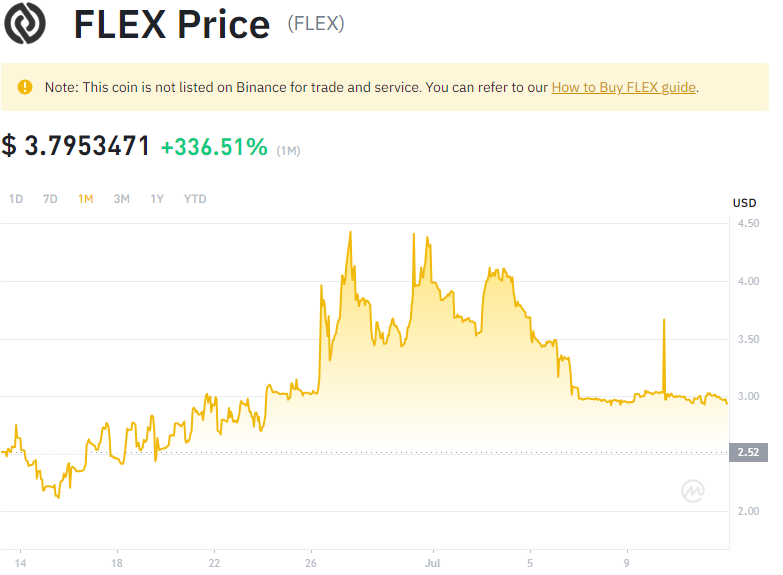 FLEX Price (FLEX)
Note: This coin is not listed on Binance for trade and service. You can refer to our How to Buy FLEX guide.
$ 3.7953471 +336.51% (1M)
1D 7D 1M 3M 1Y YTD
USD
4.50
4.00
3.50
3.00
2.52
2.00
14 18 22 26 Jul 5 9